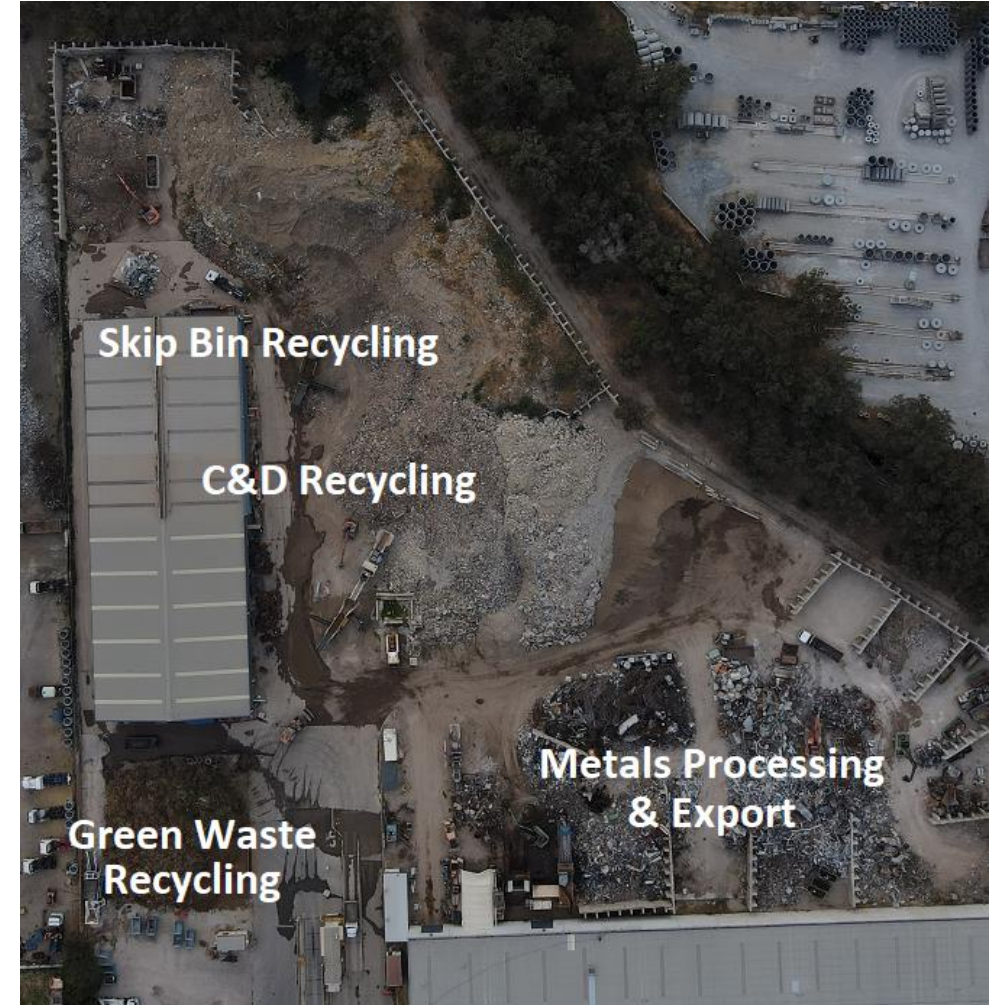 Skip Bin Recycling
C&D Recycling
Metals Processing
& Export
Green Waste
Recycling